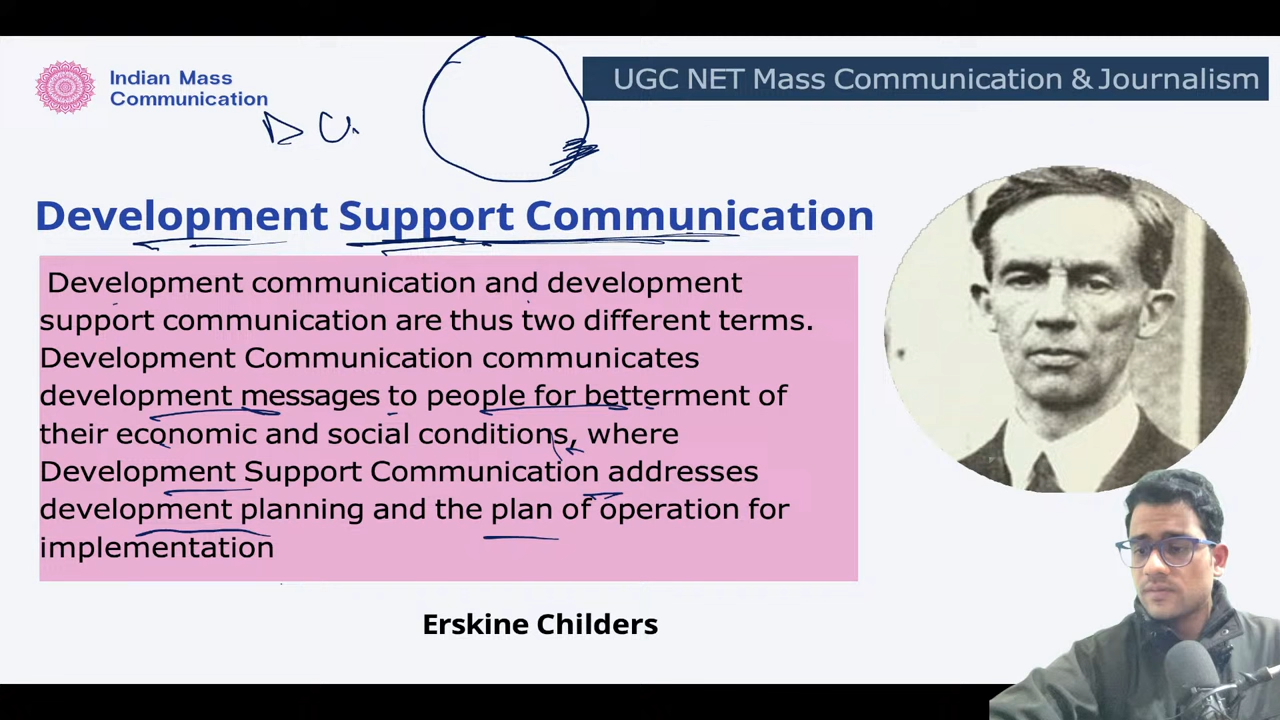 Indian Mass
Communication
UGC NET Mass Communication & Journalism
D C
Development Support Communication
Development communication and development
support communication are thus two different terms.
Development Communication communicates
development messages to people for betterment of
their economic and social conditions, where
Development Support Communication addresses
development planning and the plan of operation for
implementation
Erskine Childers